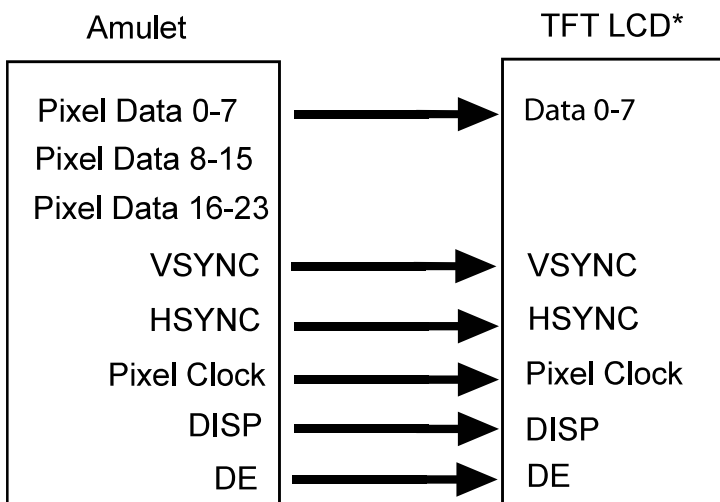 Amulet TFT LCD*
Pixel Data 0-7 Data 0-7
Pixel Data 8-15
Pixel Data 16-23
VSYNC VSYNC
HSYNC HSYNC
Pixel Clock Pixel Clock
DISP DISP
DE DE